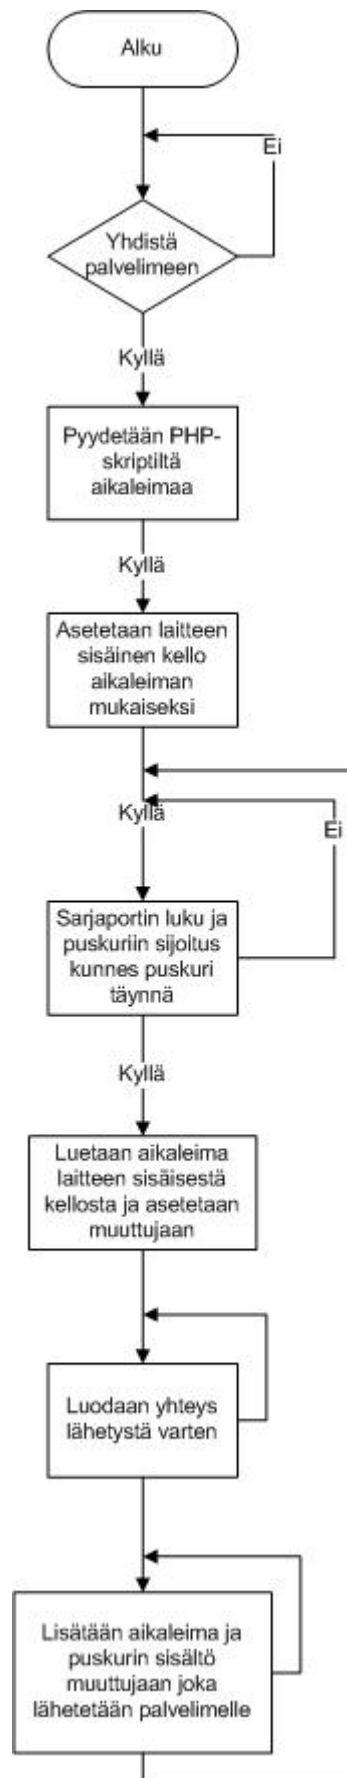 Alku
Ei
Yhdistä
palvelimeen
Kyllä
Pyydetään PHP-
skriptiltä
aikaleimaa
Kyllä
Asetetaan laitteen
sisäinen kello
aikaleiman
mukaiseksi
Kyllä
Ei
Sarjaportin luku ja
puskuriin sijoitus
kunnes puskuri
täynnä
Kyllä
Luetaan aikaleima
laitteen sisäisestä
kellosta ja asetetaan
muuttujaan
Luodaan yhteys
lähetystä varten
Lisätään aikaleima ja
puskurin sisältö
muuttujaan joka
lähetetään palvelimelle